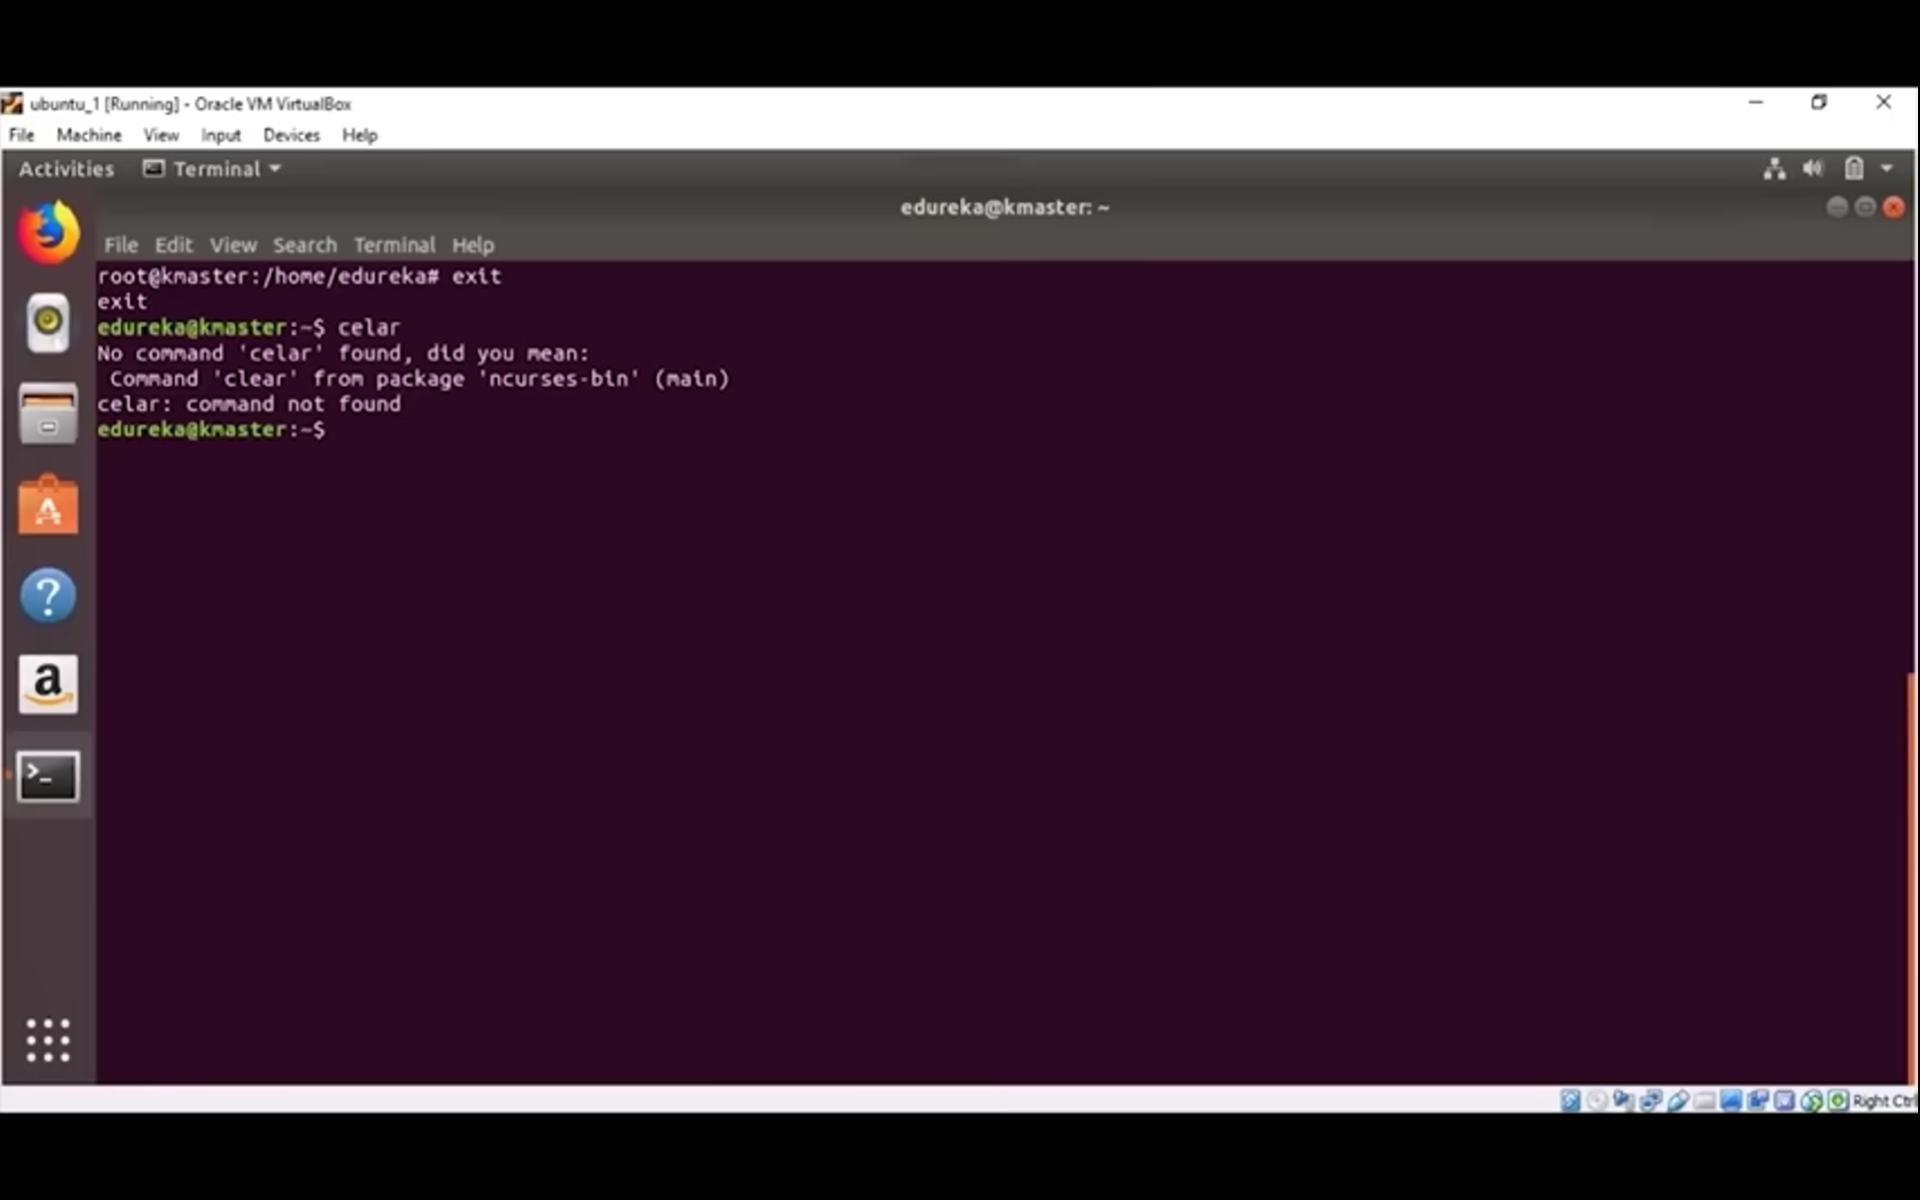 ubuntu_1 [Running] - Oracle VM VirtualBox
File Machine View Input Devices Help
Activities Terminal
edureka@kmaster: ~
File Edit View Search Terminal Help
root@kmaster:/home/edureka# exit
exit
edureka@kmaster:~$ celar
No command 'celar' found, did you mean:
 Command 'clear' from package 'ncurses-bin' (main)
celar: command not found
edureka@kmaster:~$
Right Ctrl